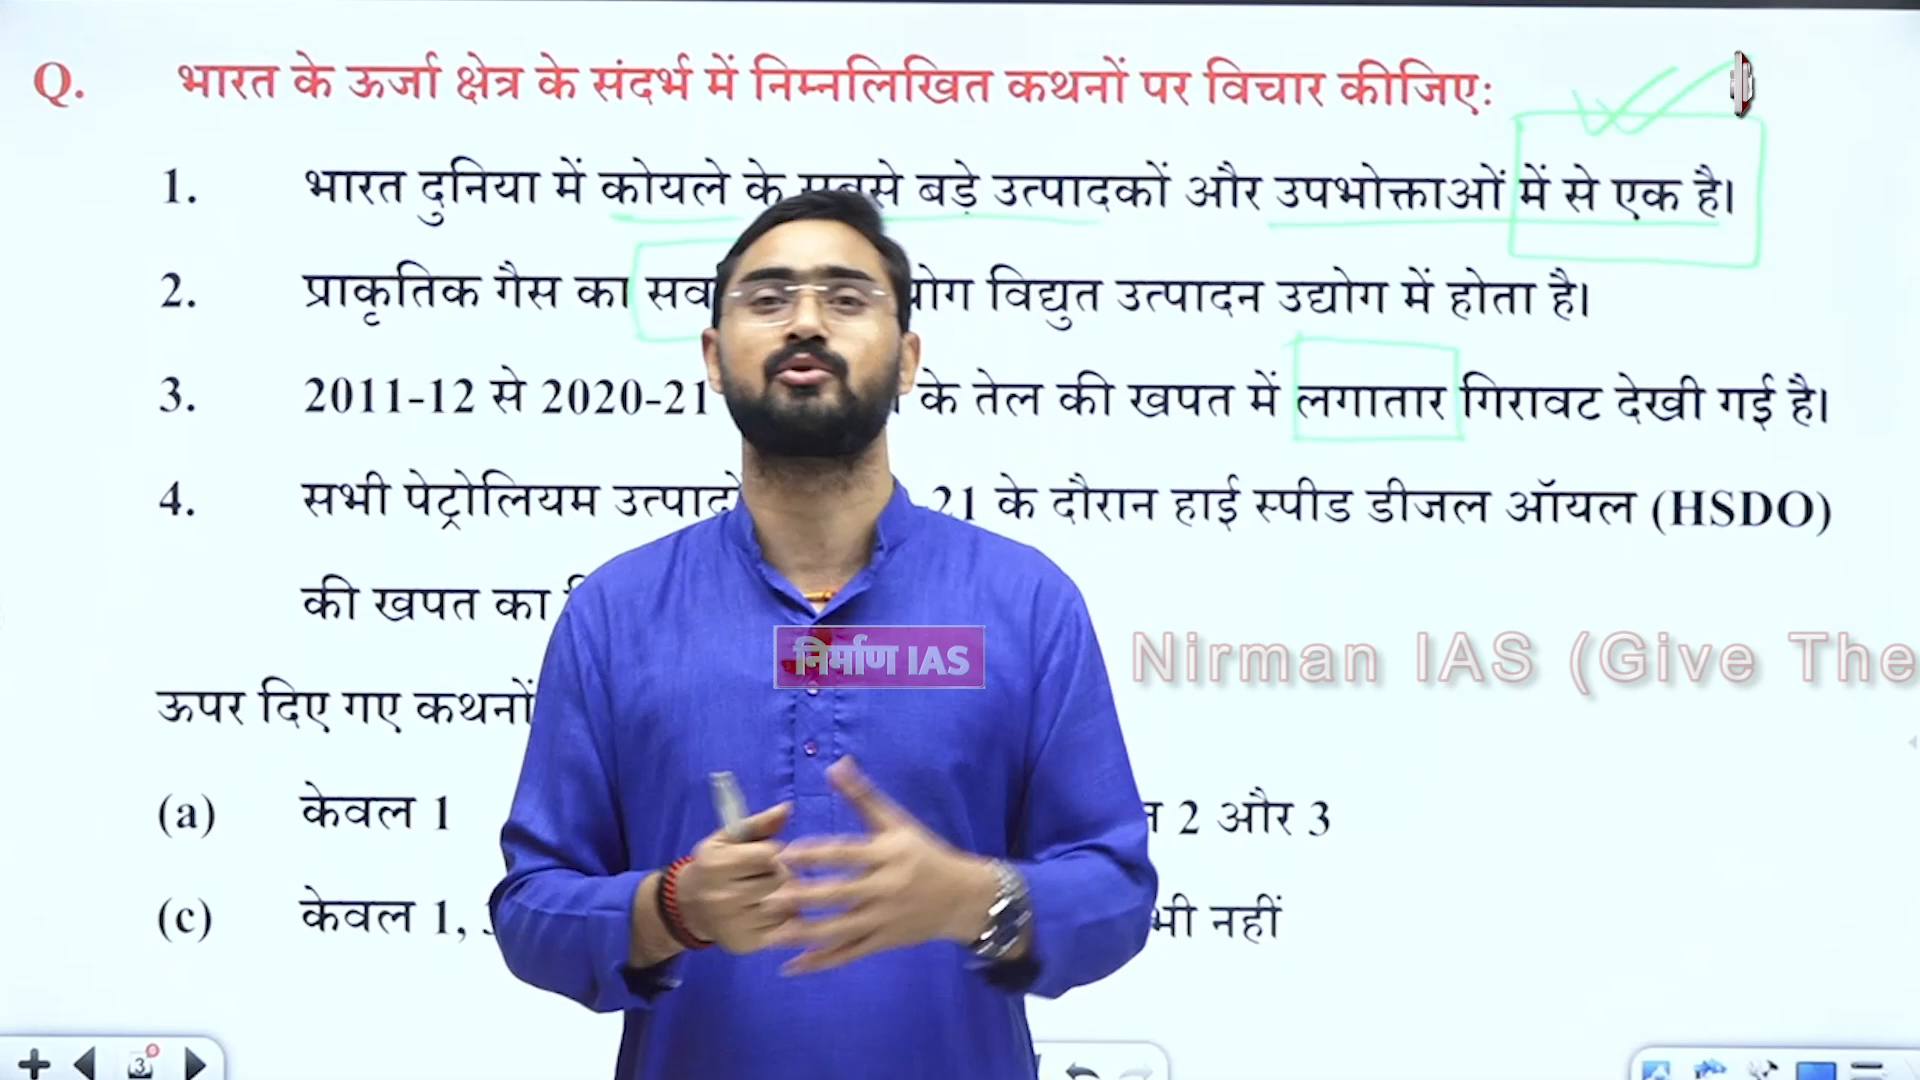 Q. भारत के ऊर्जा क्षेत्र के संदर्भ में निम्नलिखित कथनों पर विचार कीजिए:
1. भारत दुनिया में कोयले के सबसे बड़े उत्पादकों और उपभोक्ताओं में से एक है।
2. प्राकृतिक गैस का विद्युत उत्पादन उद्योग में होता है।
3. 2011-12 से 2020-21 के तेल की खपत में लगातार गिरावट देखी गई है।
4. सभी पेट्रोलियम 21 के दौरान हाई स्पीड डीजल ऑयल (HSDO)
की खपत का
निर्माण IAS
Nirman IAS (Give The
ऊपर दिए गए कथनों
(a) केवल 1 2 और 3
(c) केवल 1, भी नहीं
3